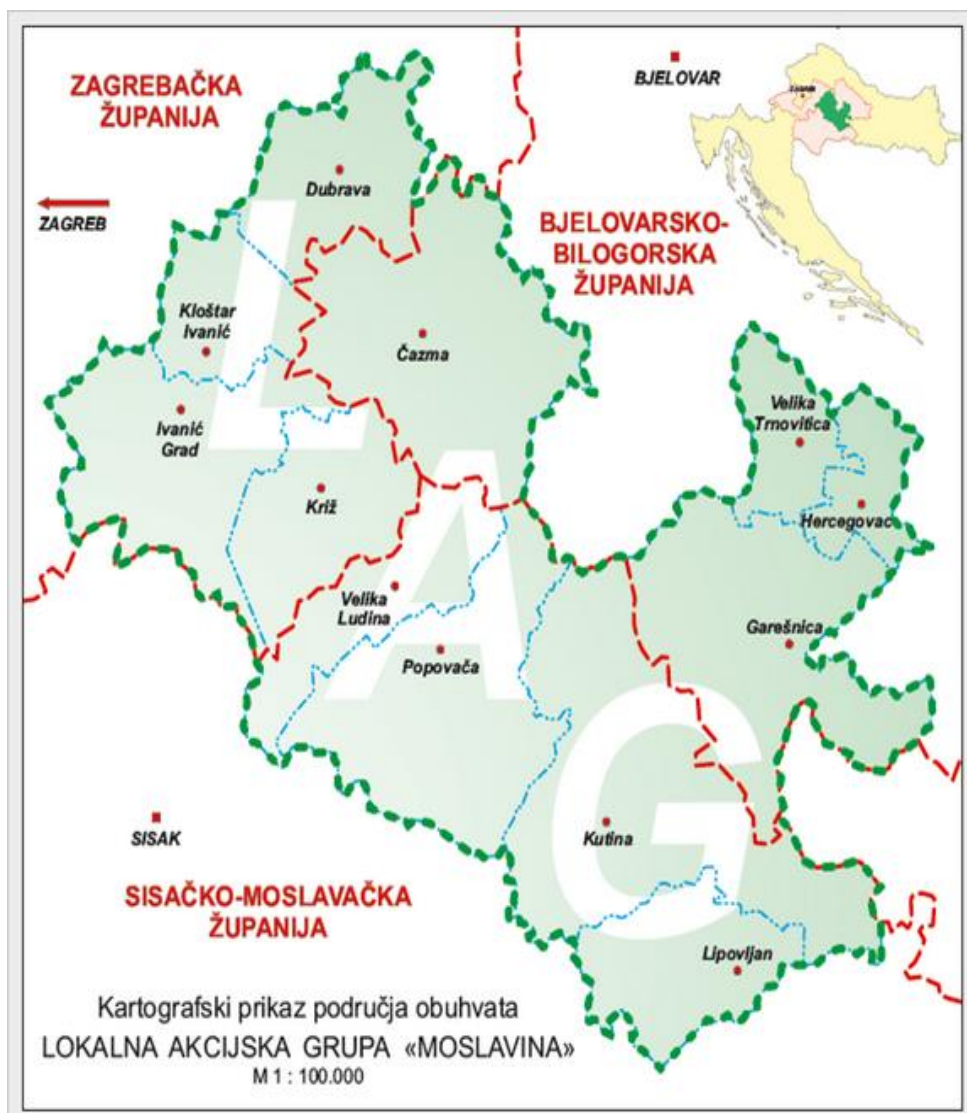 ZAGREBAČKA
ŽUPANIJA
BJELOVAR
Dubrava
ZAGREB
BJELOVARSKO-
BILOGORSKA
ŽUPANIJA
Kloštar
Ivanić
Čazma
Ivanić
Grad
Velika
Trnovitica
Križ
Hercegovac
Velika
Ludina
Garešnica
Popovača
LAG
SISAK
Kutina
SISAČKO-MOSLAVAČKA
ŽUPANIJA
Lipovljan
Kartografski prikaz područja obuhvata
LOKALNA AKCIJSKA GRUPA «MOSLAVINA»
M 1 : 100.000